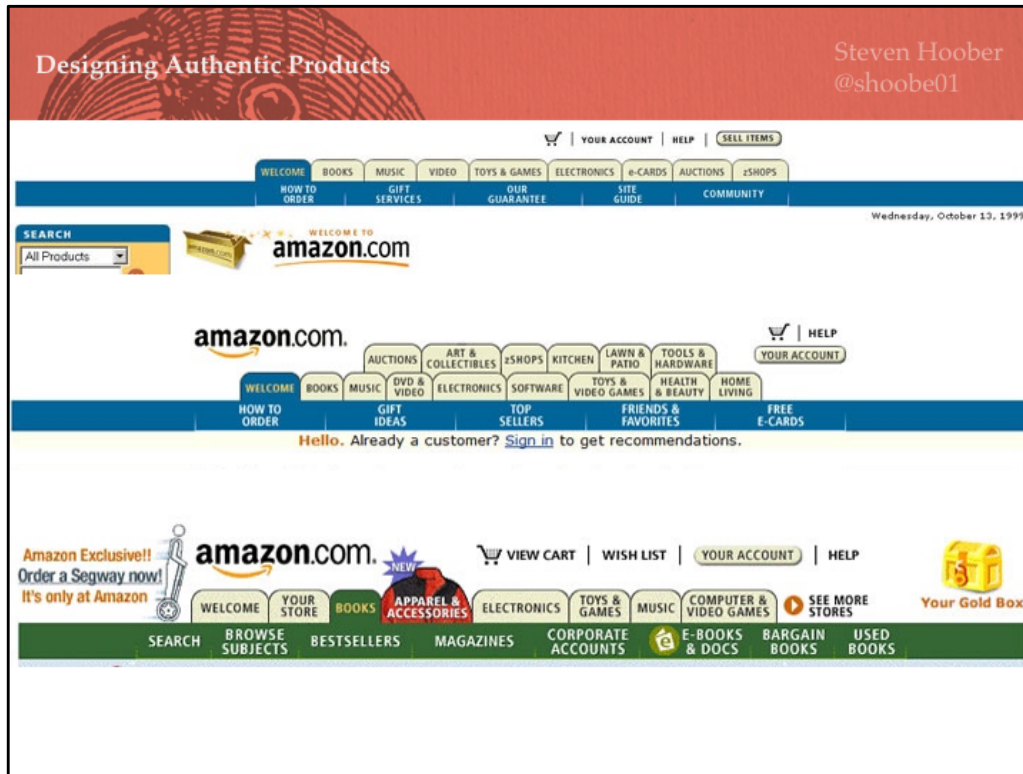 Designing Authentic Products
Steven Hoober
@shoobe01
YOUR ACCOUNT | HELP | SELL ITEMS
WELCOME BOOKS MUSIC VIDEO TOYS & GAMES ELECTRONICS e-CARDS AUCTIONS zSHOPS
HOW TO ORDER GIFT SERVICES OUR GUARANTEE SITE GUIDE COMMUNITY
Wednesday, October 13, 1999
SEARCH
All Products
amazon.com
WELCOME TO
amazon.com
amazon.com.
HELP
YOUR ACCOUNT
AUCTIONS ART & COLLECTIBLES zSHOPS KITCHEN LAWN & PATIO TOOLS & HARDWARE
WELCOME BOOKS MUSIC DVD & VIDEO ELECTRONICS SOFTWARE TOYS & VIDEO GAMES HEALTH & BEAUTY HOME LIVING
HOW TO ORDER GIFT IDEAS TOP SELLERS FRIENDS & FAVORITES FREE E-CARDS
Hello. Already a customer? Sign in to get recommendations.
Amazon Exclusive!!
Order a Segway now!
It's only at Amazon
amazon.com.
VIEW CART | WISH LIST | YOUR ACCOUNT | HELP
NEW
WELCOME YOUR STORE BOOKS APPAREL & ACCESSORIES ELECTRONICS TOYS & GAMES MUSIC COMPUTER & VIDEO GAMES SEE MORE STORES
Your Gold Box
SEARCH BROWSE SUBJECTS BESTSELLERS MAGAZINES CORPORATE ACCOUNTS e E-BOOKS & DOCS BARGAIN BOOKS USED BOOKS